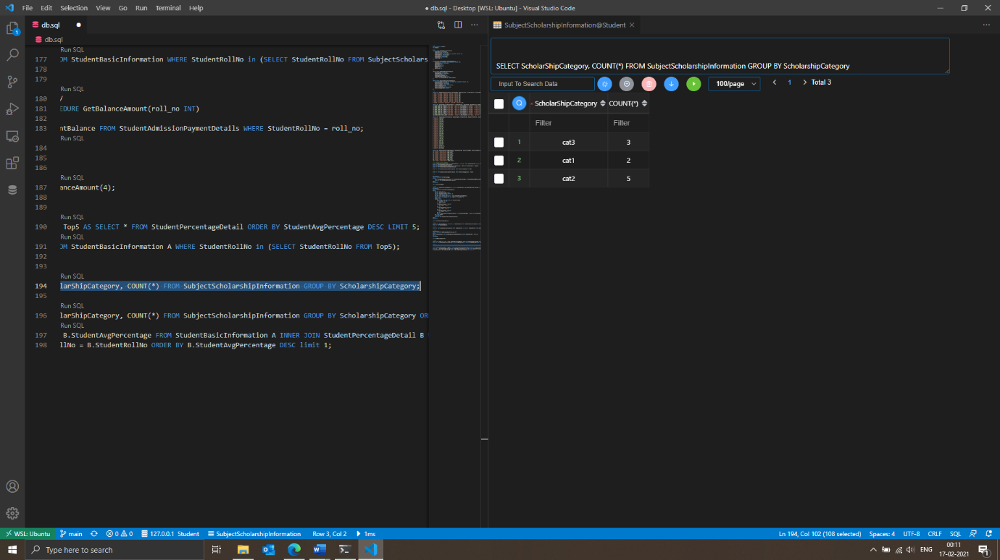 File Edit Selection View Go Run Terminal Help
● db.sql - Desktop [WSL: Ubuntu] - Visual Studio Code
db.sql ●
db.sql
Run SQL
177 OM StudentBasicInformation WHERE StudentRollNo in (SELECT StudentRollNo FROM SubjectScholars
178
179
Run SQL
180 /
181 EDURE GetBalanceAmount(roll_no INT)
182
183 ntBalance FROM StudentAdmissionPaymentDetails WHERE StudentRollNo = roll_no;
Run SQL
184
185
186
Run SQL
187 anceAmount(4);
188
189
Run SQL
190 Top5 AS SELECT * FROM StudentPercentageDetail ORDER BY StudentAvgPercentage DESC LIMIT 5;
Run SQL
191 OM StudentBasicInformation A WHERE StudentRollNo in (SELECT StudentRollNo FROM Top5);
192
193
Run SQL
194 larShipCategory, COUNT(*) FROM SubjectScholarshipInformation GROUP BY ScholarshipCategory;
195
Run SQL
196 larShipCategory, COUNT(*) FROM SubjectScholarshipInformation GROUP BY ScholarshipCategory OR
Run SQL
197 B.StudentAvgPercentage FROM StudentBasicInformation A INNER JOIN StudentPercentageDetail B
198 llNo = B.StudentRollNo ORDER BY B.StudentAvgPercentage DESC limit 1;
SubjectScholarshipInformation@Student
SELECT ScholarShipCategory, COUNT(*) FROM SubjectScholarshipInformation GROUP BY ScholarshipCategory
Input To Search Data 100/page 1 Total 3
ScholarShipCategory COUNT(*)
Filter Filter
1 cat3 3
2 cat1 2
3 cat2 5
WSL: Ubuntu main 0 0 127.0.0.1 Student SubjectScholarshipInformation Row 3, Col 2 1ms Ln 194, Col 102 (108 selected) Spaces: 4 UTF-8 CRLF SQL
Type here to search
ENG
00:11
17-02-2021